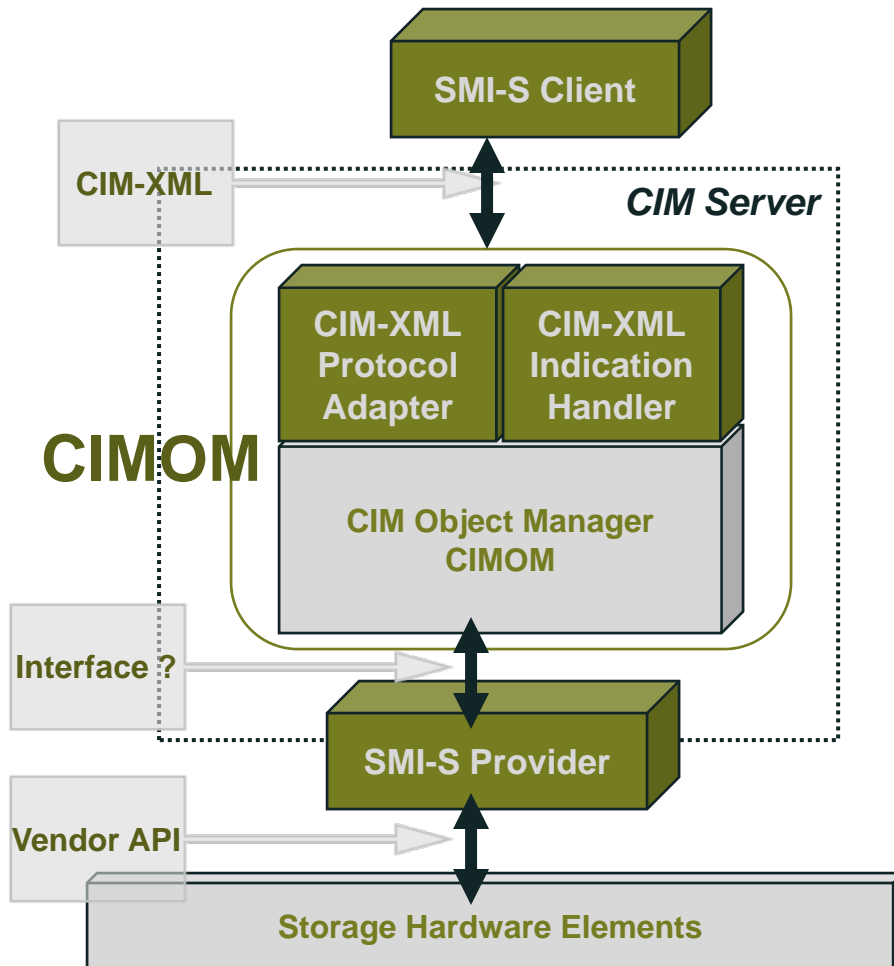 SMI-S Client
CIM-XML
CIM Server
CIM-XML
Protocol
Adapter
CIM-XML
Indication
Handler
CIMOM
CIM Object Manager
CIMOM
Interface ?
SMI-S Provider
Vendor API
Storage Hardware Elements